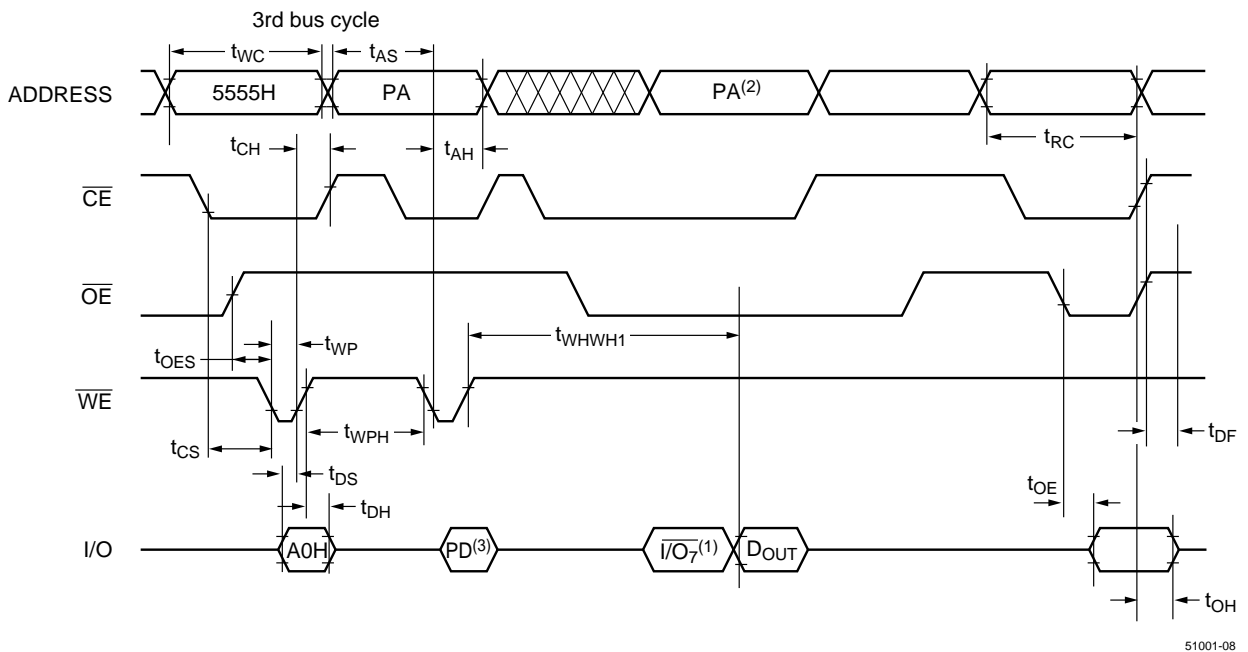 3rd bus cycle
tWC tAS
ADDRESS 5555H PA PA(2)
tCH tAH tRC
CE
OE
tWP tWHWH1
tOES
WE
tCS tWPH tDF
tDS tOE
tDH
I/O A0H PD(3) I/O7(1) DOUT
tOH
51001-08